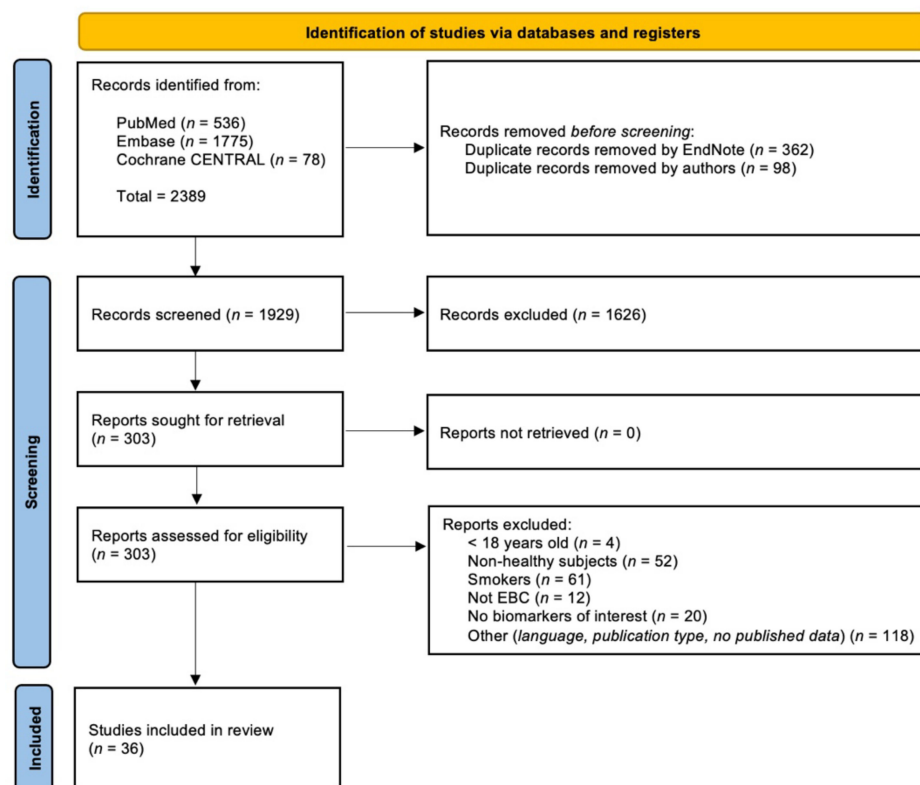 Identification of studies via databases and registers
Identification
Records identified from:
PubMed (n = 536)
Embase (n = 1775)
Cochrane CENTRAL (n = 78)
Total = 2389
Records removed before screening:
Duplicate records removed by EndNote (n = 362)
Duplicate records removed by authors (n = 98)
Screening
Records screened (n = 1929)
Records excluded (n = 1626)
Reports sought for retrieval
(n = 303)
Reports not retrieved (n = 0)
Reports assessed for eligibility
(n = 303)
Reports excluded:
< 18 years old (n = 4)
Non-healthy subjects (n = 52)
Smokers (n = 61)
Not EBC (n = 12)
No biomarkers of interest (n = 20)
Other (language, publication type, no published data) (n = 118)
Included
Studies included in review
(n = 36)